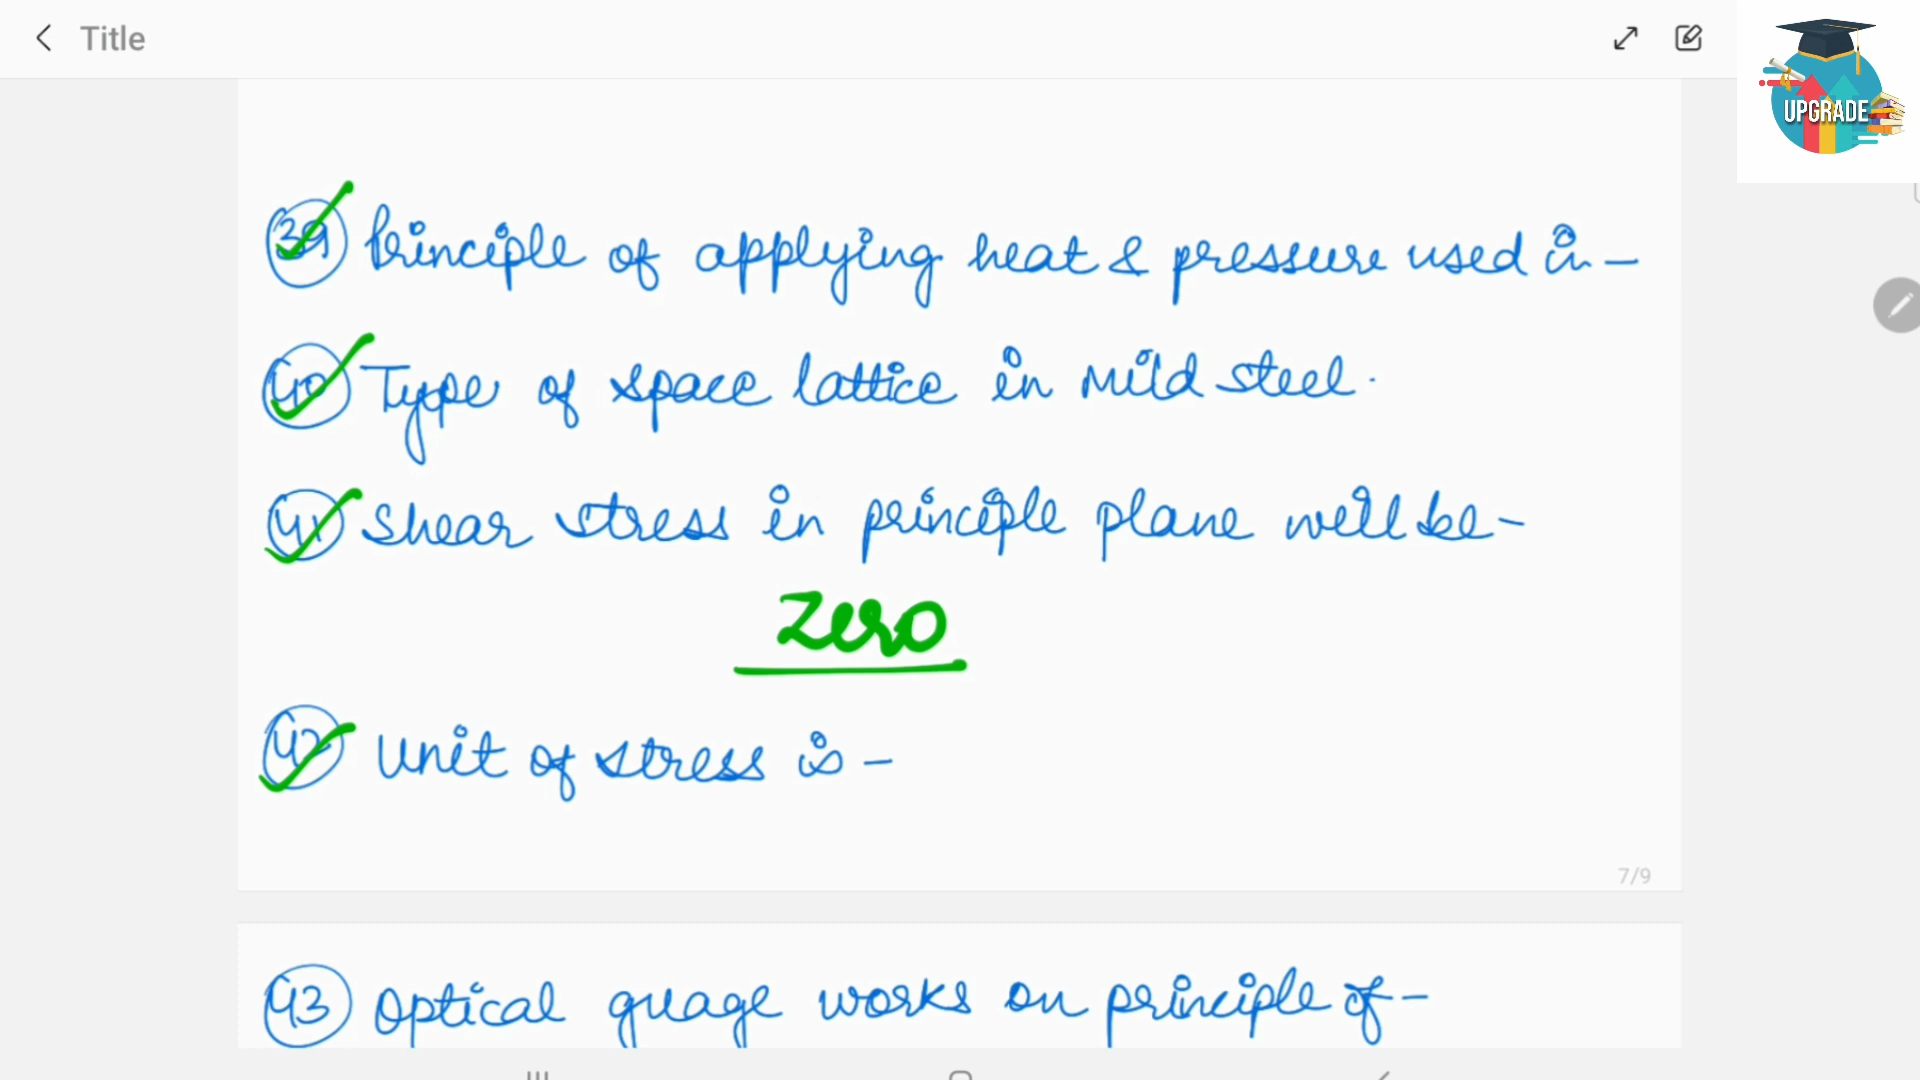 Title
UPGRADE
39 Principle of applying heat & pressure used in -
40 Type of space lattice in Mild steel.
41 Shear stress in principle plane will be -
Zero
42 Unit of stress is -
7/9
43 Optical guage works on principle of -